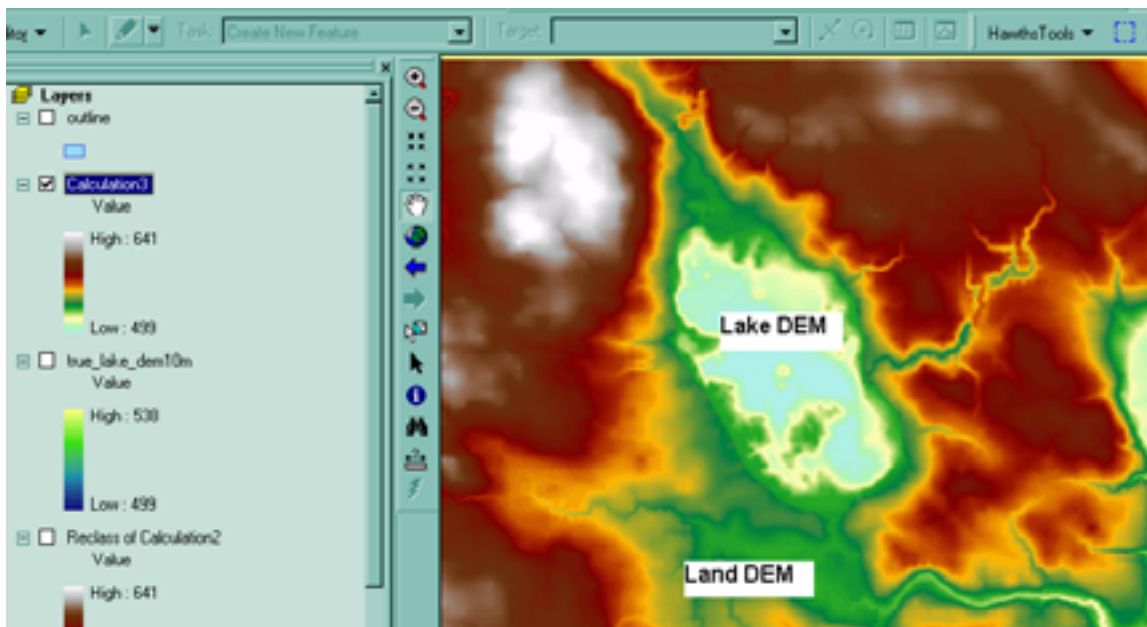 Task: Create New Feature Target: HawthsTools
Layers
outline
Calculation3
Value
High : 641
Low : 499
true_lake_dem10m
Value
High : 538
Low : 499
Reclass of Calculation2
Value
High : 641
Lake DEM
Land DEM